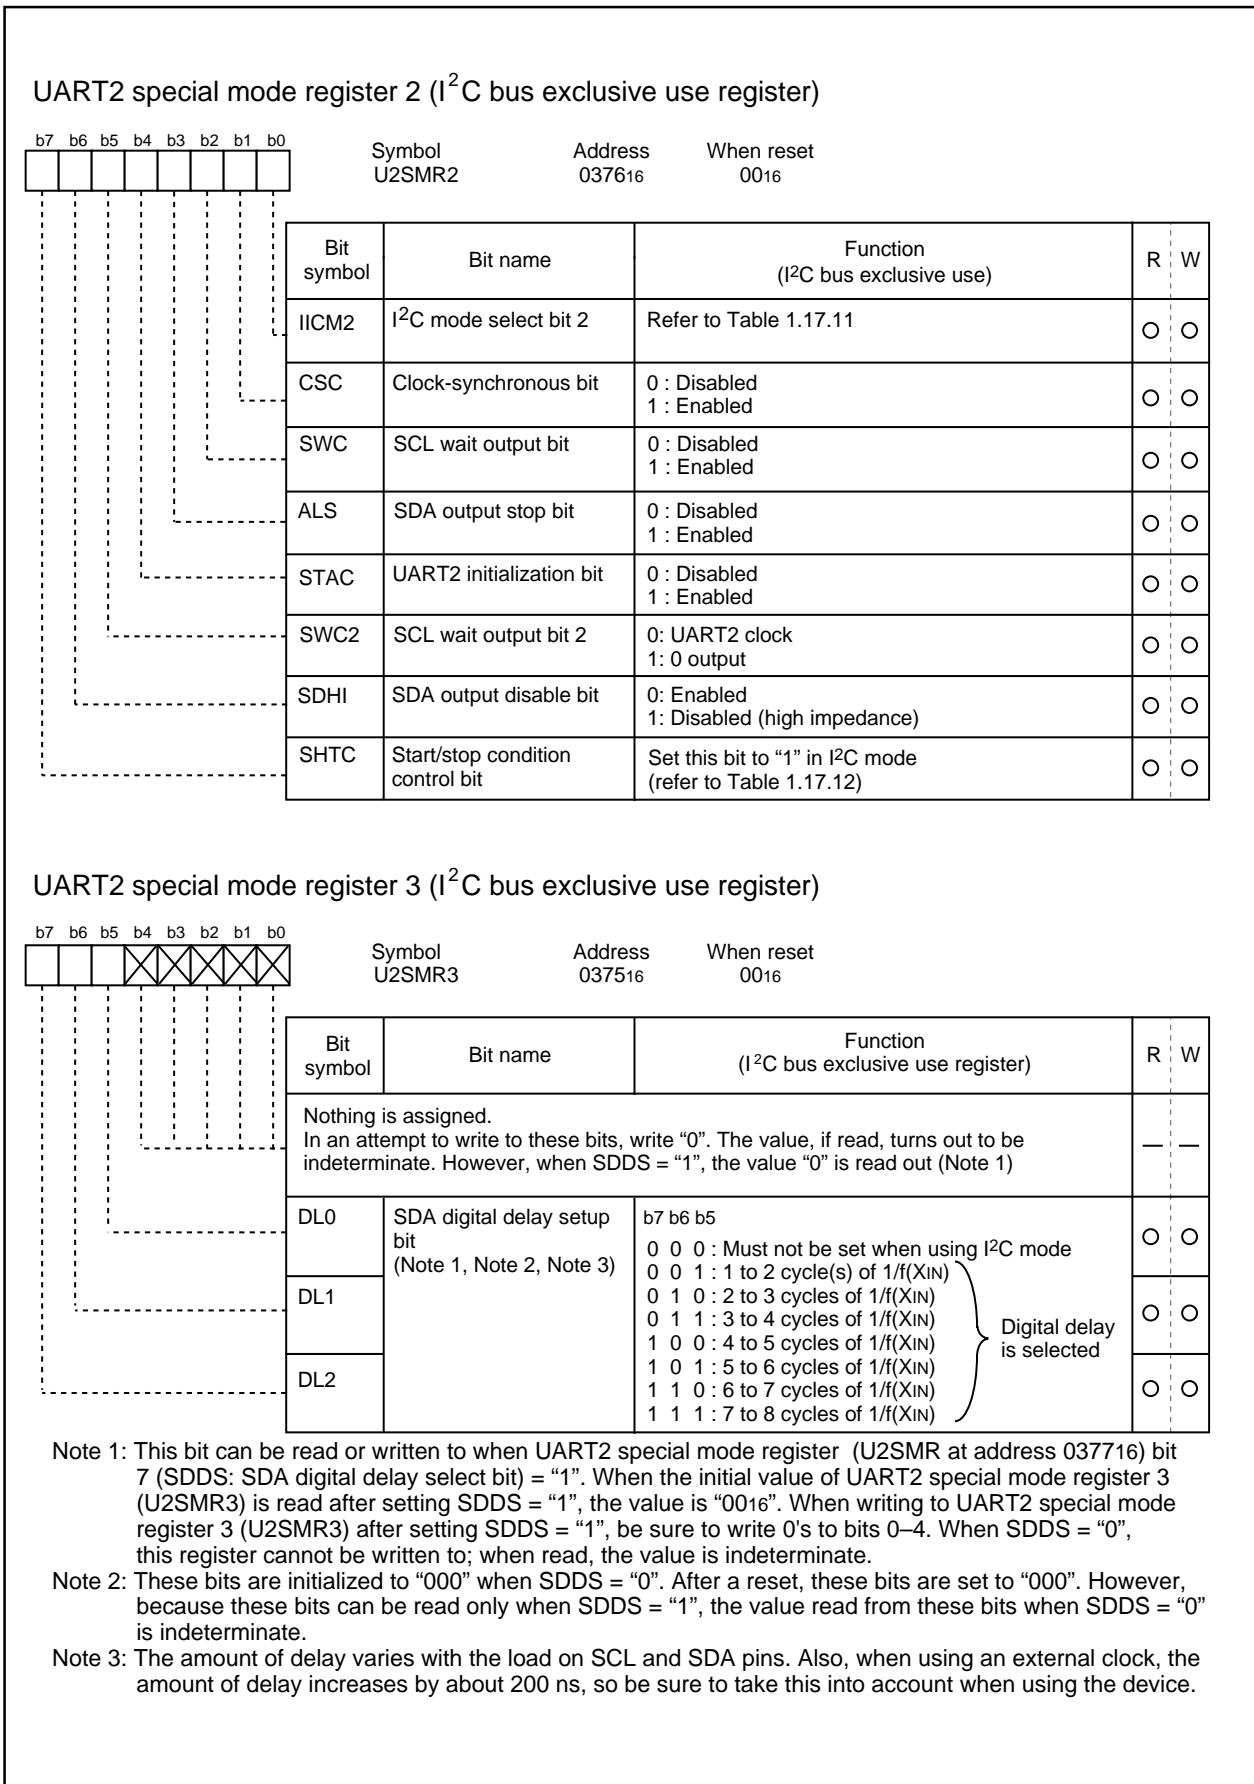 UART2 special mode register 2 (I2C bus exclusive use register)
b7 b6 b5 b4 b3 b2 b1 b0
Symbol Address When reset
U2SMR2 037616 0016
Bit symbol Bit name Function (I2C bus exclusive use) R W
IICM2 I2C mode select bit 2 Refer to Table 1.17.11
CSC Clock-synchronous bit 0 : Disabled
1 : Enabled
SWC SCL wait output bit 0 : Disabled
1 : Enabled
ALS SDA output stop bit 0 : Disabled
1 : Enabled
STAC UART2 initialization bit 0 : Disabled
1 : Enabled
SWC2 SCL wait output bit 2 0: UART2 clock
1: 0 output
SDHI SDA output disable bit 0: Enabled
1: Disabled (high impedance)
SHTC Start/stop condition Set this bit to “1” in I2C mode
control bit (refer to Table 1.17.12)
UART2 special mode register 3 (I2C bus exclusive use register)
b7 b6 b5 b4 b3 b2 b1 b0
Symbol Address When reset
U2SMR3 037516 0016
Bit symbol Bit name Function (I2C bus exclusive use register) R W
Nothing is assigned.
In an attempt to write to these bits, write “0”. The value, if read, turns out to be
indeterminate. However, when SDDS = “1”, the value “0” is read out (Note 1)
DL0 SDA digital delay setup b7 b6 b5
bit
(Note 1, Note 2, Note 3)
0 0 0 : Must not be set when using I2C mode
0 0 1 : 1 to 2 cycle(s) of 1/f(XIN)
DL1
0 1 0 : 2 to 3 cycles of 1/f(XIN)
0 1 1 : 3 to 4 cycles of 1/f(XIN)
1 0 0 : 4 to 5 cycles of 1/f(XIN)
1 0 1 : 5 to 6 cycles of 1/f(XIN)
Digital delay
is selected
DL2
1 1 0 : 6 to 7 cycles of 1/f(XIN)
1 1 1 : 7 to 8 cycles of 1/f(XIN)
Note 1: This bit can be read or written to when UART2 special mode register (U2SMR at address 037716) bit
7 (SDDS: SDA digital delay select bit) = “1”. When the initial value of UART2 special mode register 3
(U2SMR3) is read after setting SDDS = “1”, the value is “0016”. When writing to UART2 special mode
register 3 (U2SMR3) after setting SDDS = “1”, be sure to write 0's to bits 0–4. When SDDS = “0”,
this register cannot be written to; when read, the value is indeterminate.
Note 2: These bits are initialized to “000” when SDDS = “0”. After a reset, these bits are set to “000”. However,
because these bits can be read only when SDDS = “1”, the value read from these bits when SDDS = “0”
is indeterminate.
Note 3: The amount of delay varies with the load on SCL and SDA pins. Also, when using an external clock, the
amount of delay increases by about 200 ns, so be sure to take this into account when using the device.